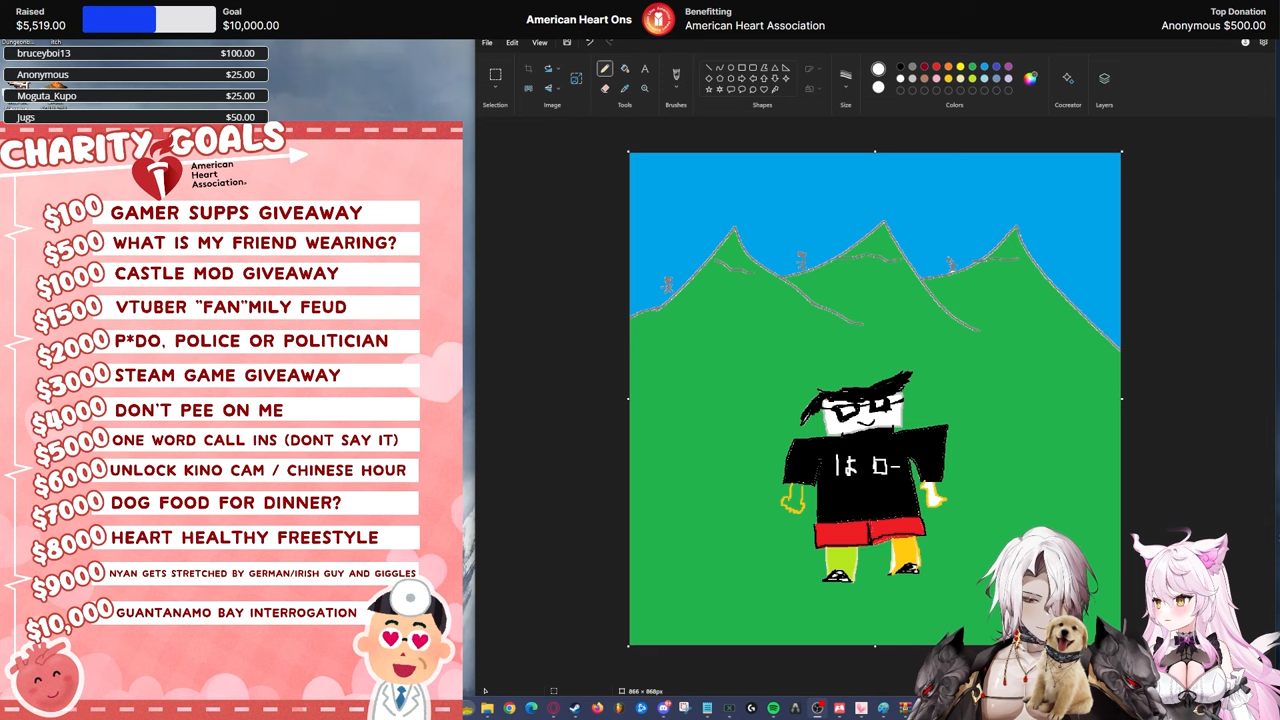 Raised
$5,519.00
Goal
$10,000.00
American Heart Ons
Benefitting
American Heart Association
Top Donation
Anonymous $500.00
bruceyboi13 $100.00
Anonymous $25.00
Moguta_Kupo $25.00
Jugs $50.00
CHARITY GOALS
American
Heart
Association®
$100 GAMER SUPPS GIVEAWAY
$500 WHAT IS MY FRIEND WEARING?
$1000 CASTLE MOD GIVEAWAY
$1500 VTUBER "FAN"MILY FEUD
$2000 P*DO, POLICE OR POLITICIAN
$3000 STEAM GAME GIVEAWAY
$4000 DON'T PEE ON ME
$5000 ONE WORD CALL INS (DONT SAY IT)
$6000 UNLOCK KINO CAM / CHINESE HOUR
$7000 DOG FOOD FOR DINNER?
$8000 HEART HEALTHY FREESTYLE
$9000 NYAN GETS STRETCHED BY GERMAN/IRISH GUY AND GIGGLES
$10,000 GUANTANAMO BAY INTERROGATION
File Edit View
Selection Image Tools Brushes Shapes Size Colors Cocreator Layers
はロー
866 × 868px